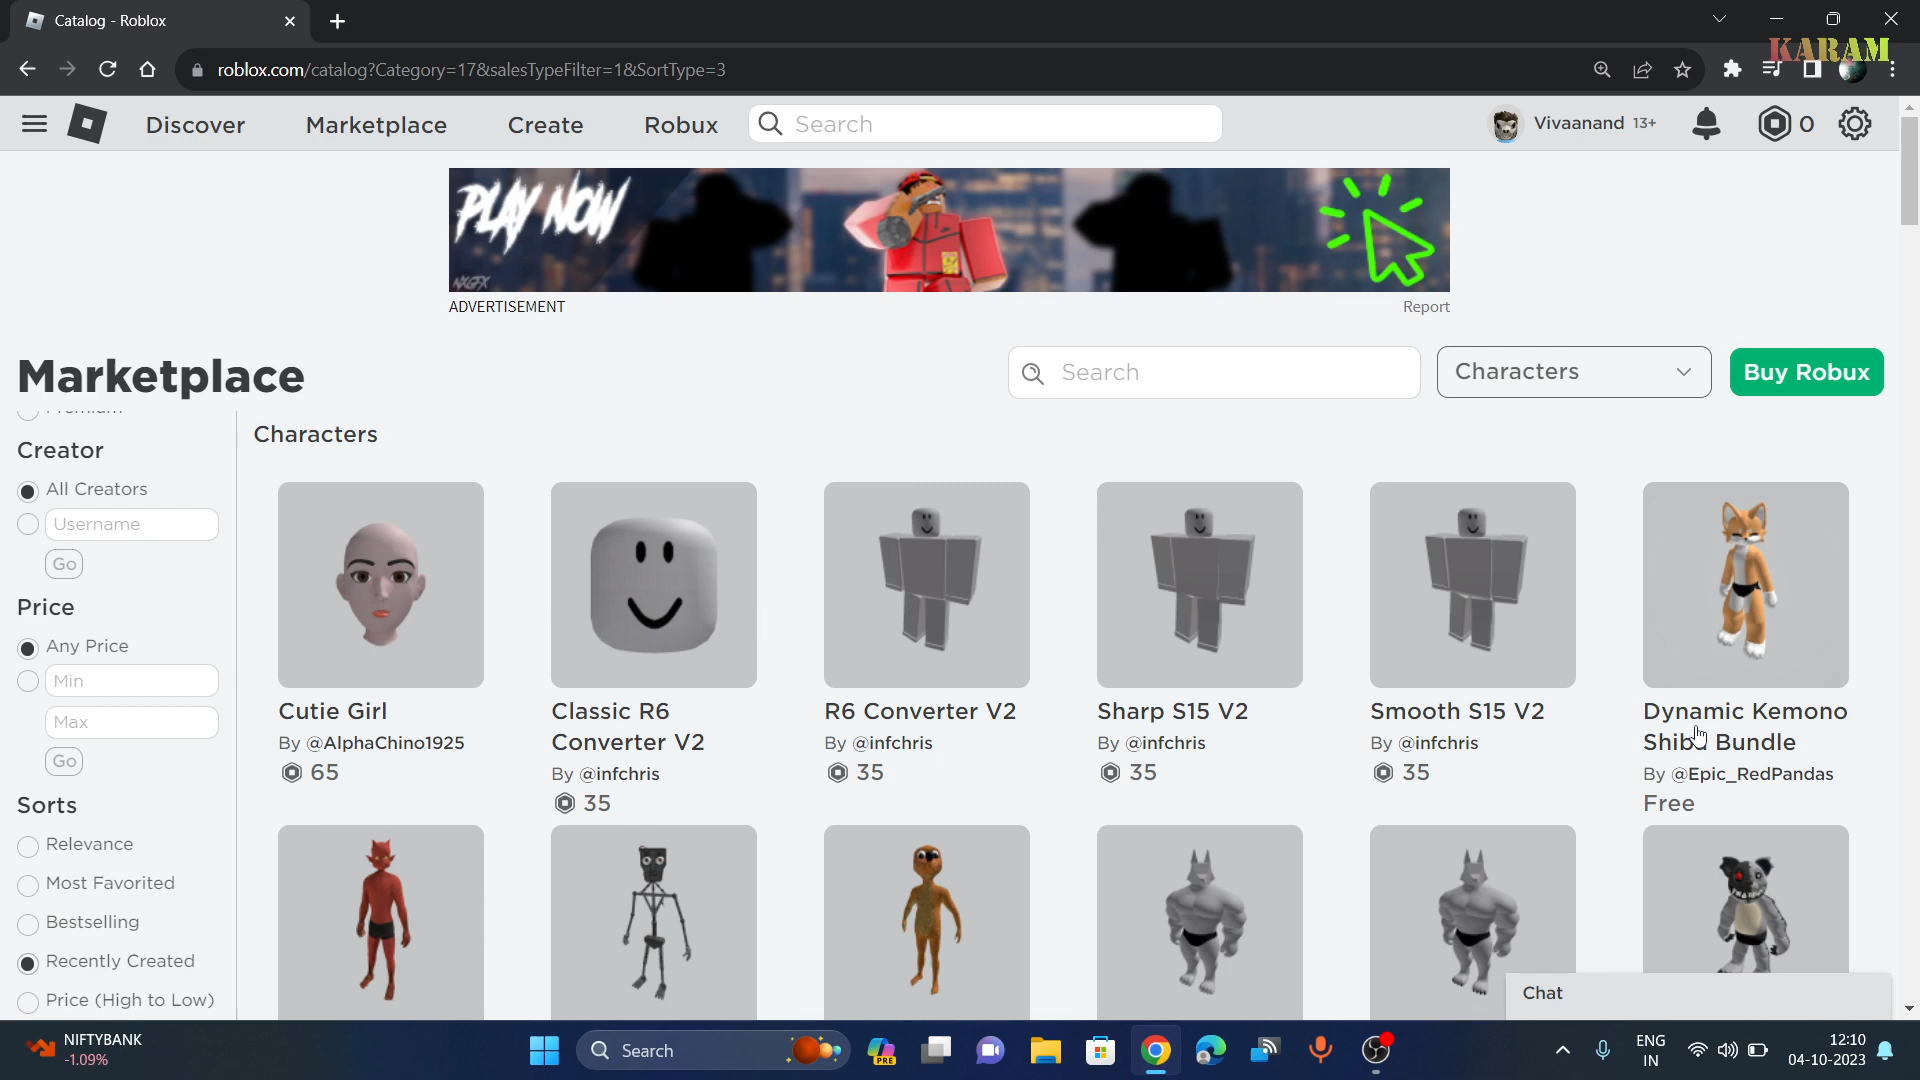 Catalog - Roblox
KARAM
roblox.com/catalog?Category=17&salesTypeFilter=1&SortType=3
Discover
Marketplace
Create
Robux
Search
Vivaanand 13+
0
PLAY NOW
NXGFX
ADVERTISEMENT
Report
Marketplace
Search
Characters
Buy Robux
Premium
Creator
All Creators
Username
Go
Price
Any Price
Min
Max
Go
Sorts
Relevance
Most Favorited
Bestselling
Recently Created
Price (High to Low)
Characters
Cutie Girl
By @AlphaChino1925
65
Classic R6
Converter V2
By @infchris
35
R6 Converter V2
By @infchris
35
Sharp S15 V2
By @infchris
35
Smooth S15 V2
By @infchris
35
Dynamic Kemono
Shiba Bundle
By @Epic_RedPandas
Free
Chat
NIFTYBANK
-1.09%
Search
PRE
ENG
IN
12:10
04-10-2023